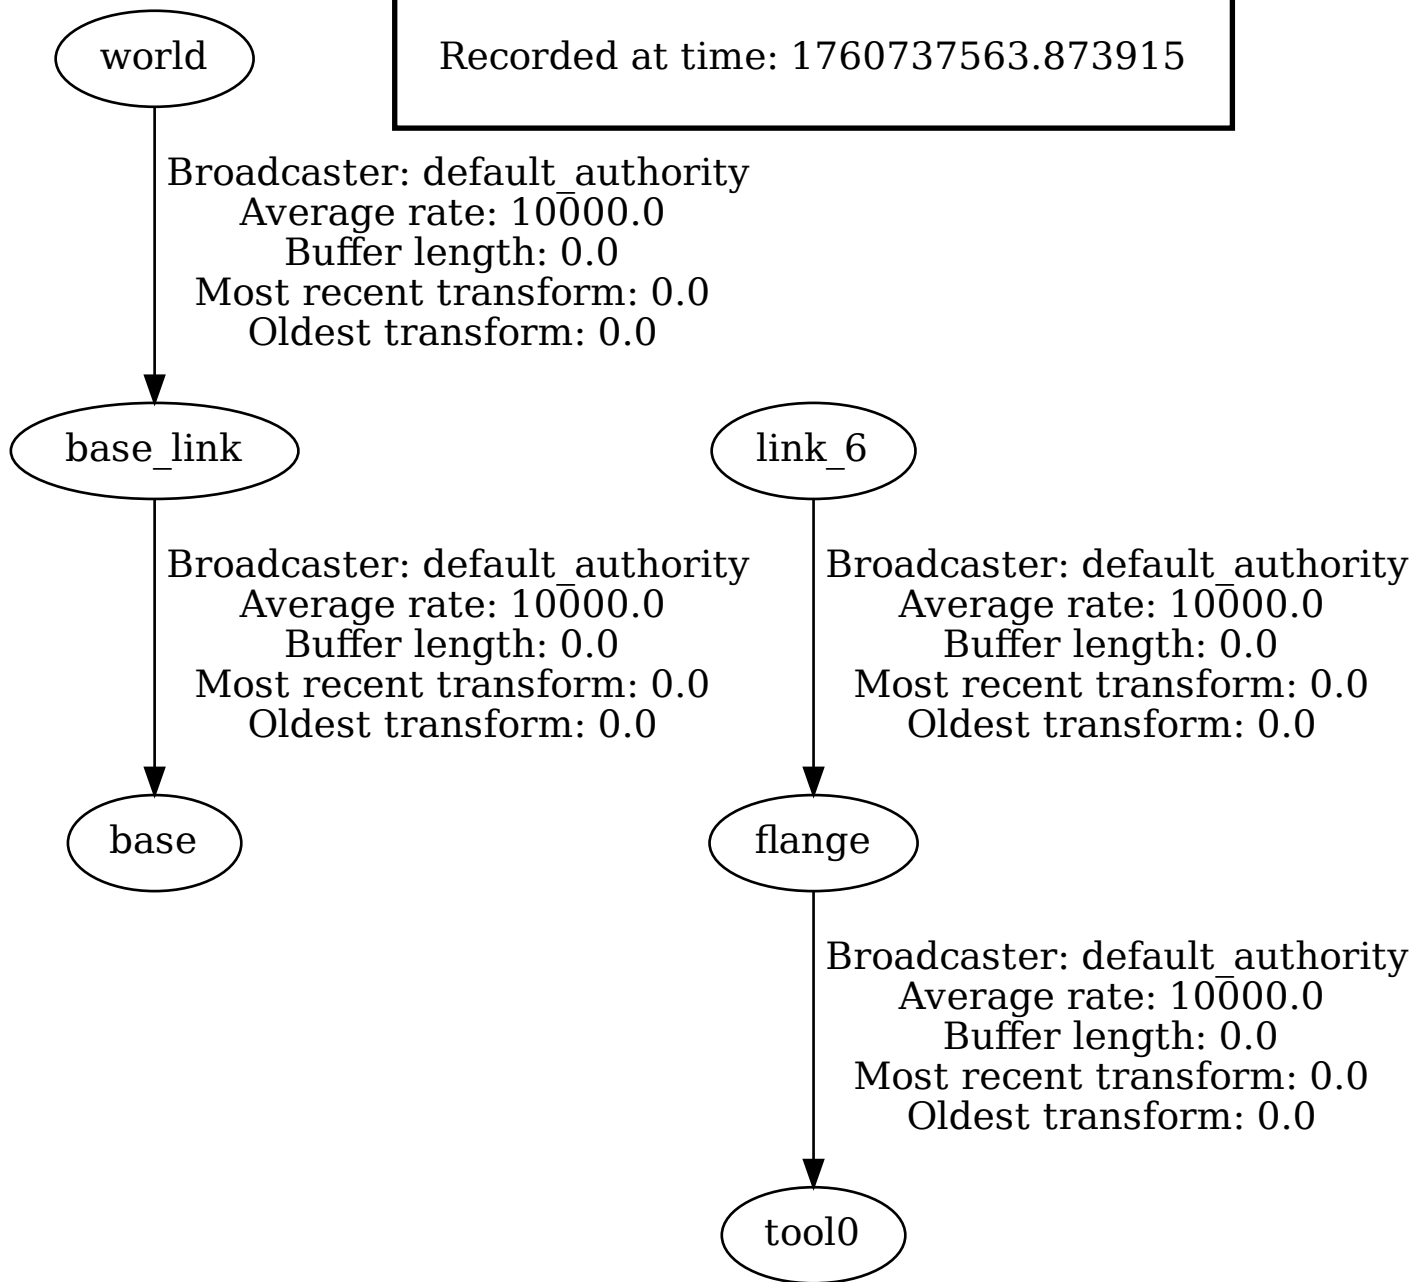 world
Recorded at time: 1760737563.873915
Broadcaster: default_authority
Average rate: 10000.0
Buffer length: 0.0
Most recent transform: 0.0
Oldest transform: 0.0
base_link
link_6
Broadcaster: default_authority
Average rate: 10000.0
Buffer length: 0.0
Most recent transform: 0.0
Oldest transform: 0.0
Broadcaster: default_authority
Average rate: 10000.0
Buffer length: 0.0
Most recent transform: 0.0
Oldest transform: 0.0
base
flange
Broadcaster: default_authority
Average rate: 10000.0
Buffer length: 0.0
Most recent transform: 0.0
Oldest transform: 0.0
tool0